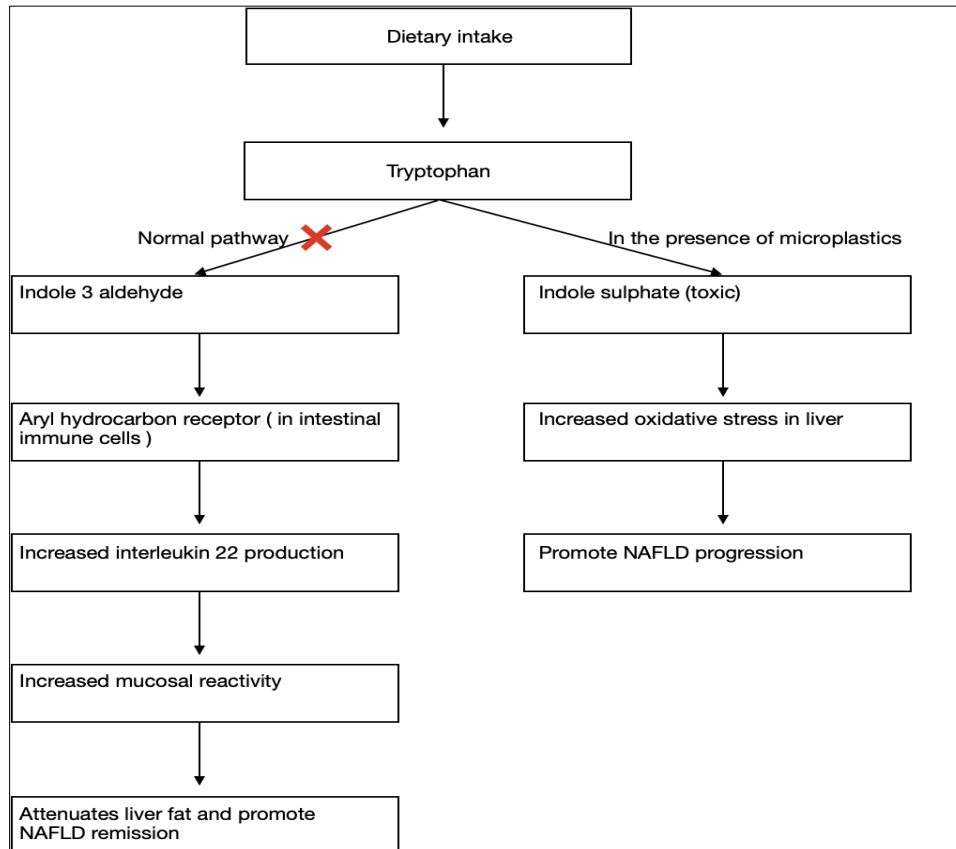 Dietary intake
Tryptophan
Normal pathway
In the presence of microplastics
Indole 3 aldehyde
Indole sulphate (toxic)
Aryl hydrocarbon receptor ( in intestinal
immune cells )
Increased oxidative stress in liver
Increased interleukin 22 production
Promote NAFLD progression
Increased mucosal reactivity
Attenuates liver fat and promote
NAFLD remission